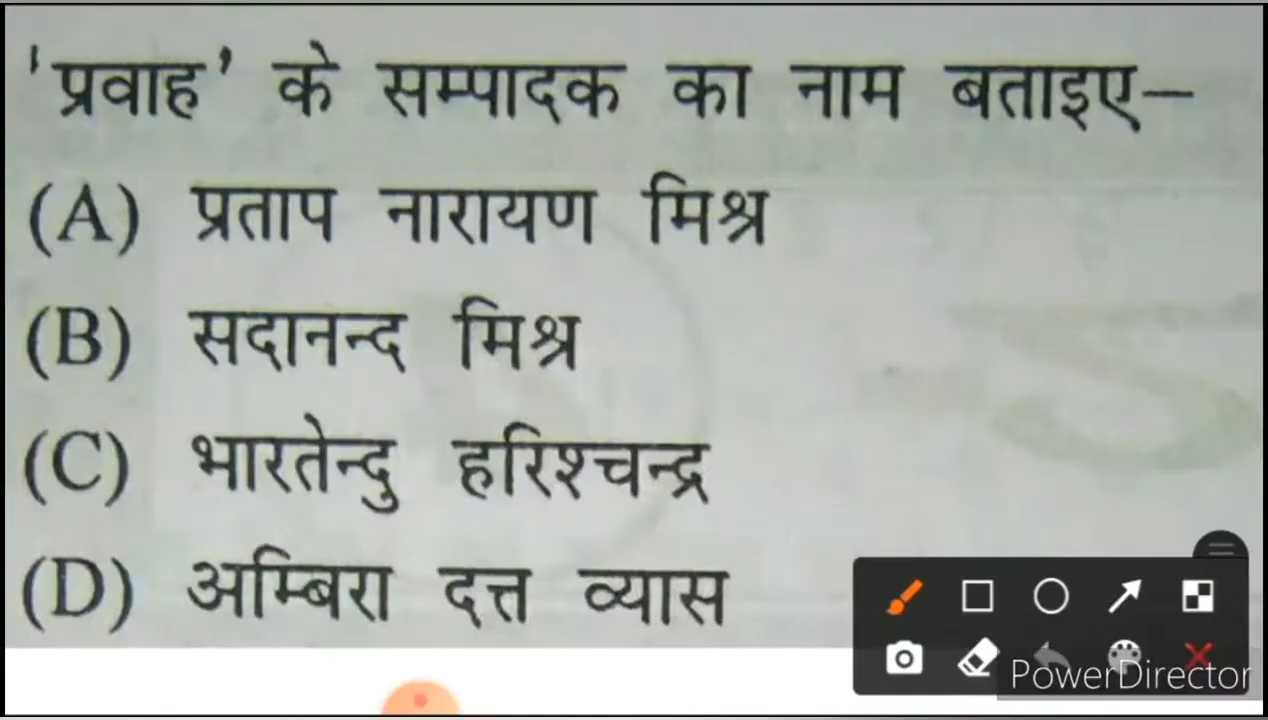 'प्रवाह' के सम्पादक का नाम बताइए–
(A) प्रताप नारायण मिश्र
(B) सदानन्द मिश्र
(C) भारतेन्दु हरिश्चन्द्र
(D) अम्बिरा दत्त व्यास
PowerDirector